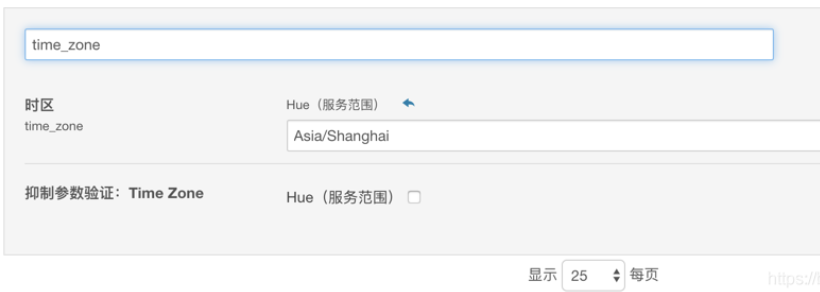 time_zone
时区
Hue（服务范围）
time_zone
Asia/Shanghai
抑制参数验证：Time Zone
Hue（服务范围）
显示 25 每页
https://